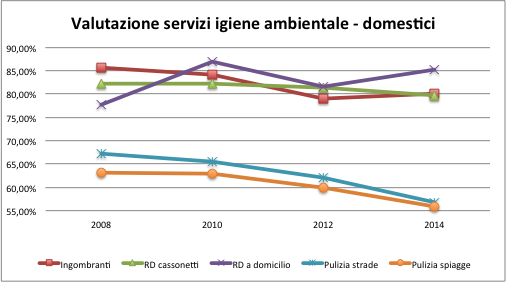 Valutazione servizi igiene ambientale - domestici
90,00%
85,00%
80,00%
75,00%
70,00%
65,00%
60,00%
55,00%
2008 2010 2012 2014
Ingombranti RD cassonetti RD a domicilio Pulizia strade Pulizia spiagge